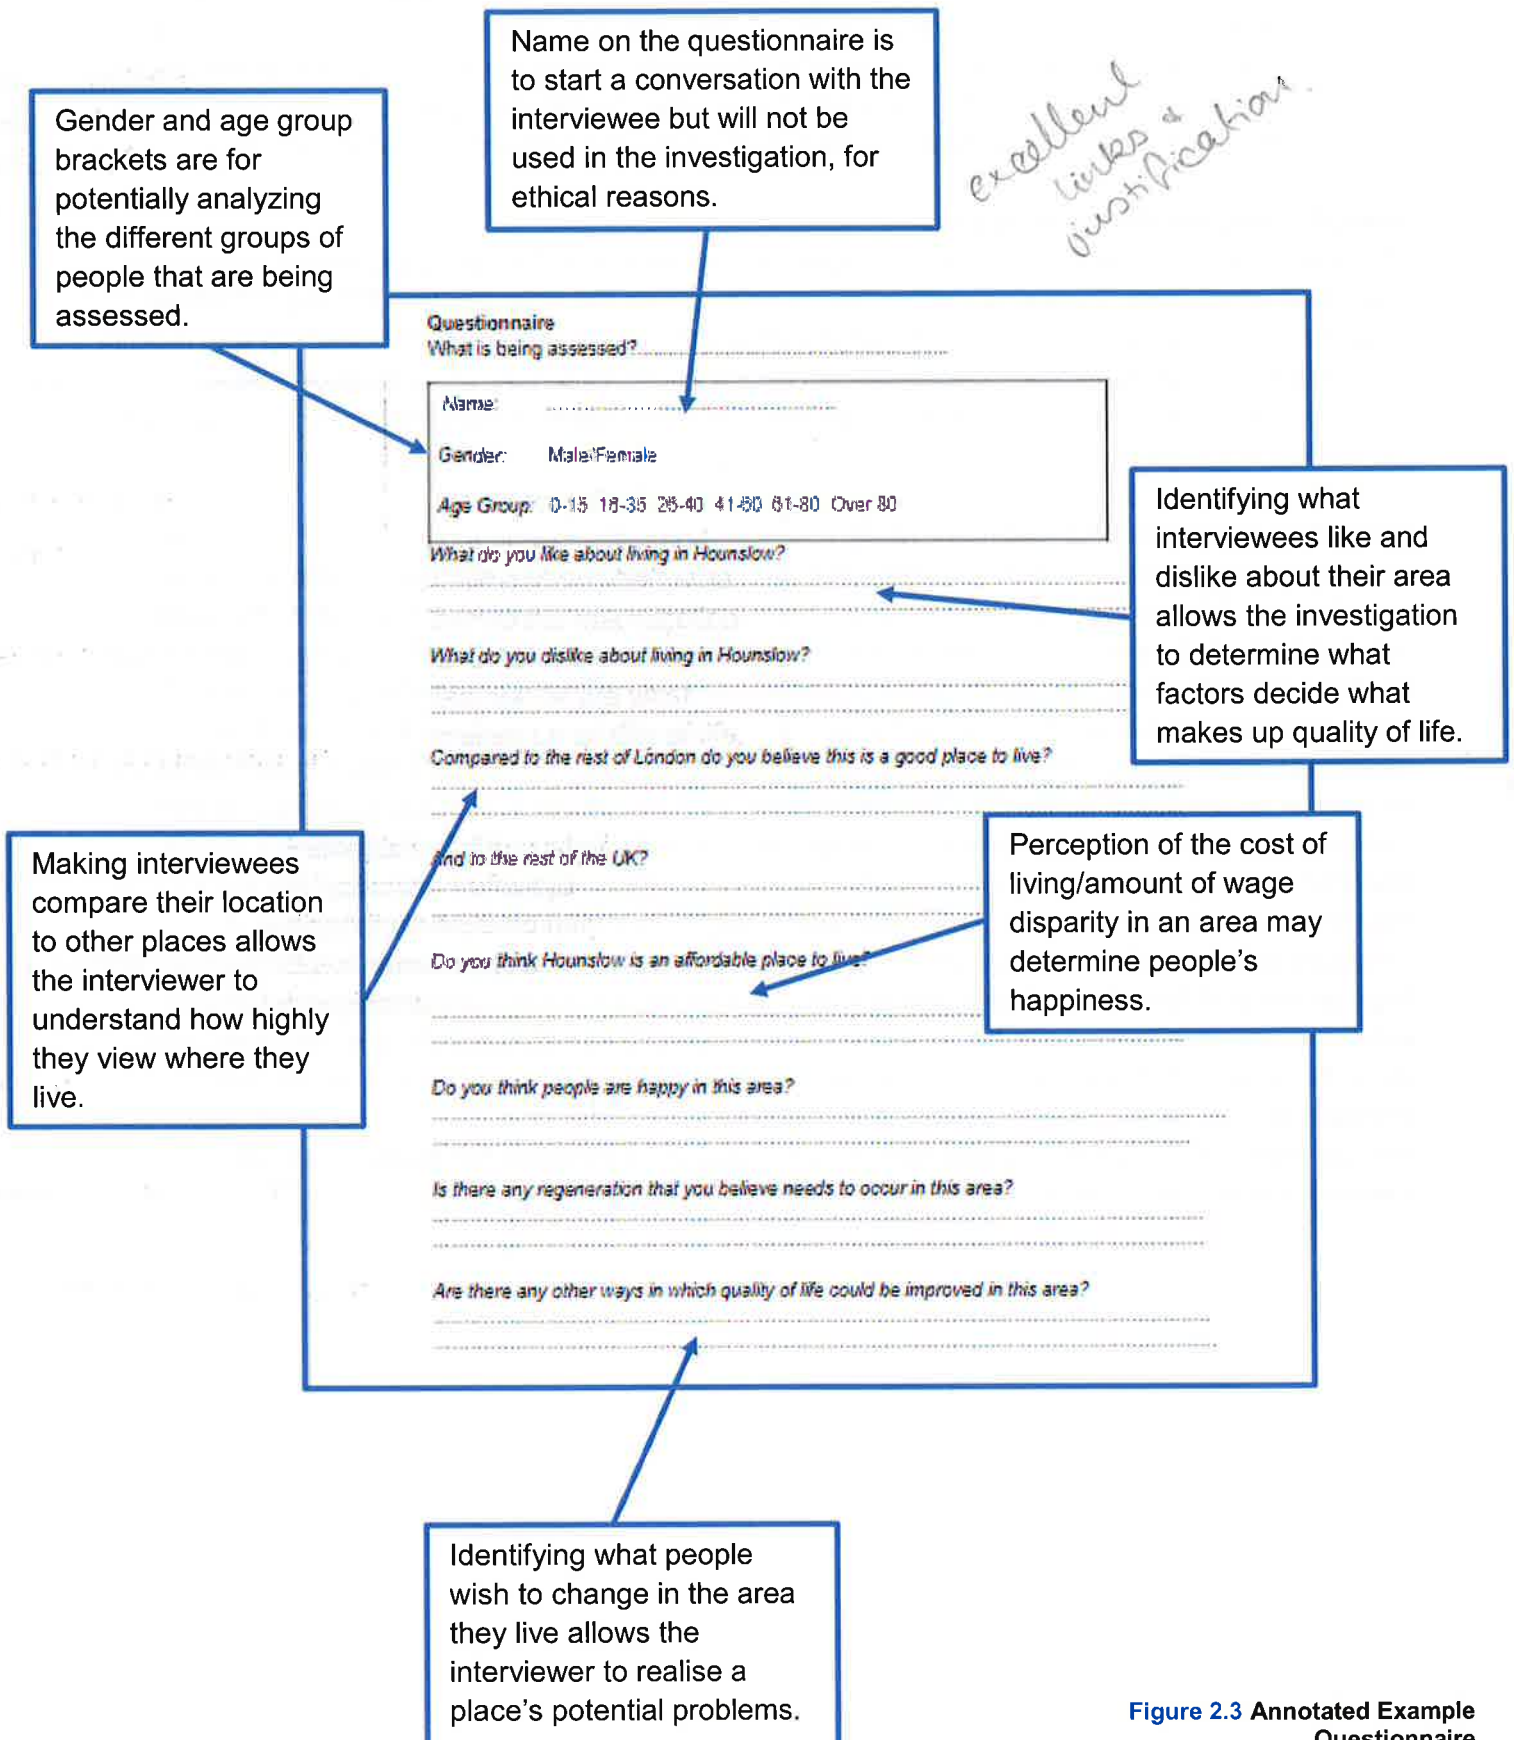 Name on the questionnaire is
to start a conversation with the
interviewee but will not be
used in the investigation, for
ethical reasons.
excellent
links &
justification.
Gender and age group
brackets are for
potentially analyzing
the different groups of
people that are being
assessed.
Questionnaire
What is being assessed?
Name:
Gender: Male/Female
Age Group: 0-15 16-35 26-40 41-60 61-80 Over 80
What do you like about living in Hounslow?
Identifying what
interviewees like and
dislike about their area
allows the investigation
to determine what
factors decide what
makes up quality of life.
What do you dislike about living in Hounslow?
Compared to the rest of London do you believe this is a good place to live?
Making interviewees
compare their location
to other places allows
the interviewer to
understand how highly
they view where they
live.
And to the rest of the UK?
Perception of the cost of
living/amount of wage
disparity in an area may
determine people's
happiness.
Do you think Hounslow is an affordable place to live?
Do you think people are happy in this area?
Is there any regeneration that you believe needs to occur in this area?
Are there any other ways in which quality of life could be improved in this area?
Identifying what people
wish to change in the area
they live allows the
interviewer to realise a
place's potential problems.
Figure 2.3 Annotated Example
Questionnaire